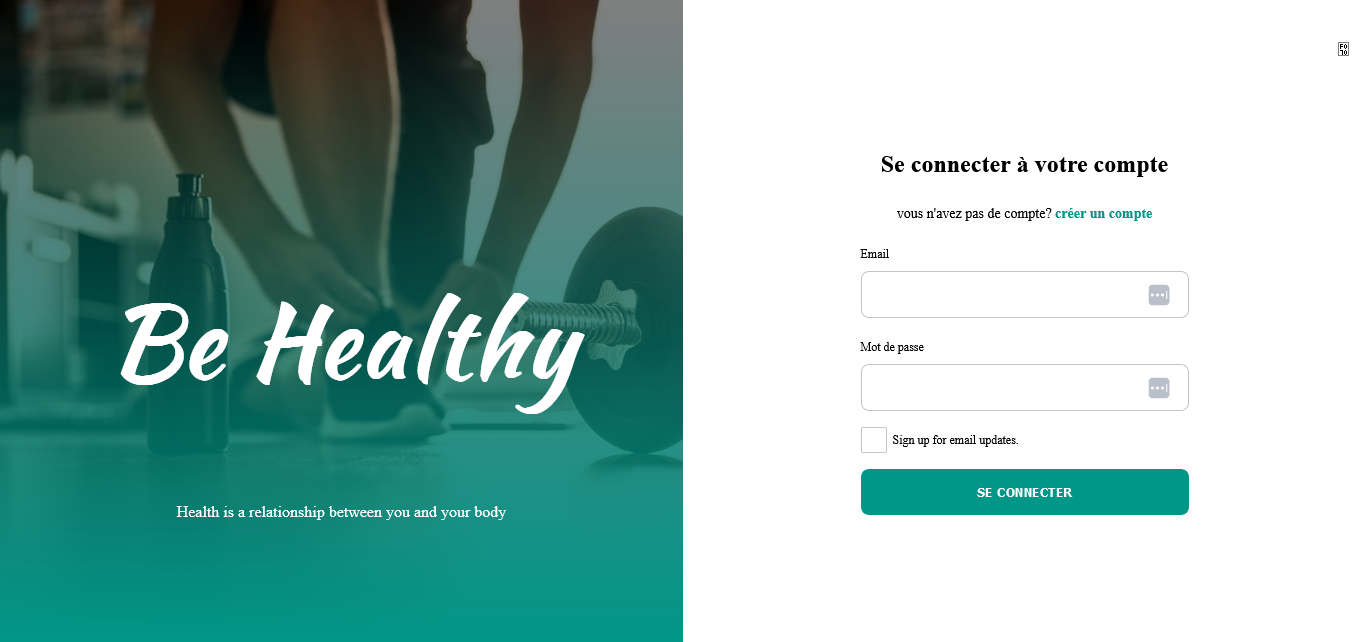 Be Healthy
Health is a relationship between you and your body
Se connecter à votre compte
vous n'avez pas de compte? créer un compte
Email
Mot de passe
Sign up for email updates.
SE CONNECTER